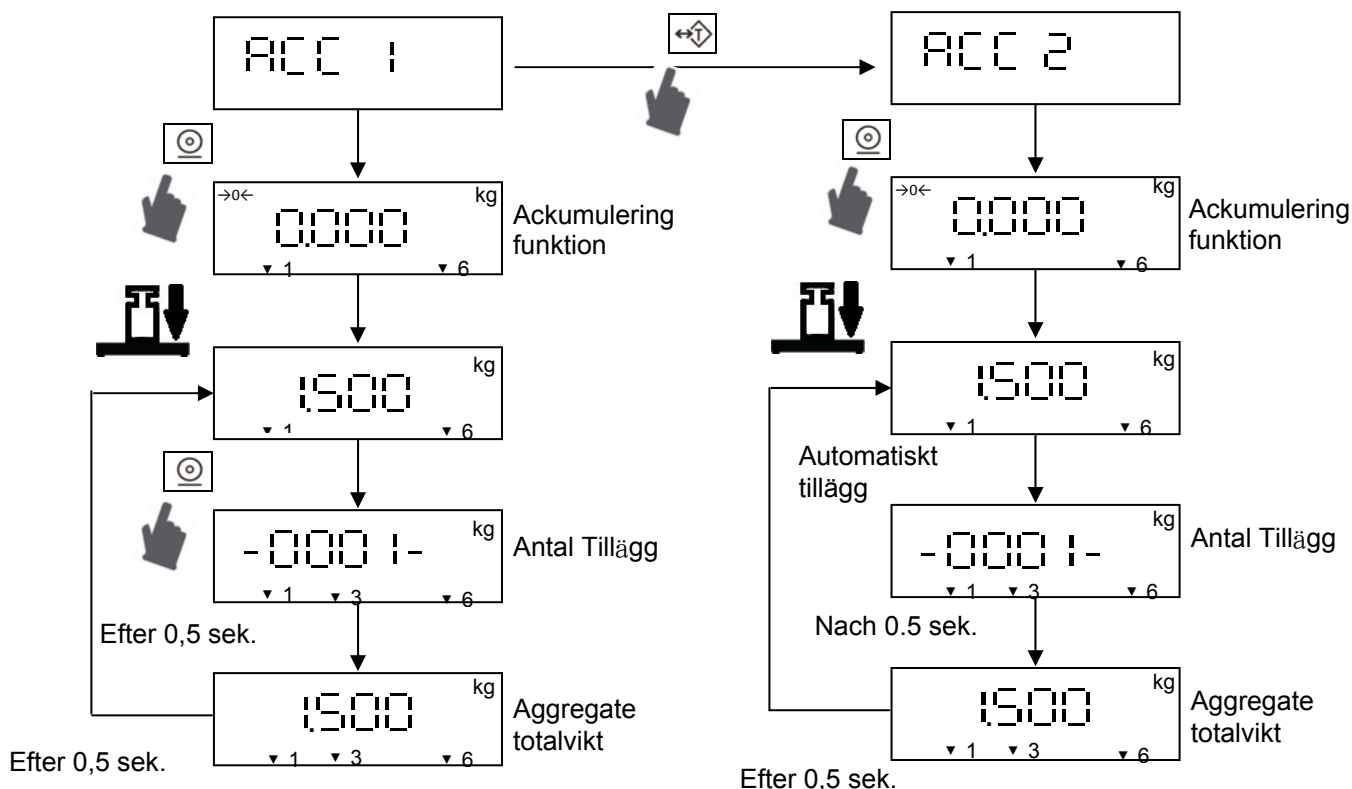 ACC 1
T
ACC 2
→0←
kg
0.000
▼ 1 ▼ 6
Ackumulering
funktion
→0←
kg
0.000
▼ 1 ▼ 6
Ackumulering
funktion
kg
1.500
▼ 1 ▼ 6
kg
1.500
▼ 1 ▼ 6
Automatiskt
tillägg
kg
-0001-
▼ 1 ▼ 3 ▼ 6
Antal Tillägg
kg
-0001-
▼ 1 ▼ 3 ▼ 6
Antal Tillägg
Efter 0,5 sek.
Nach 0.5 sek.
kg
1.500
▼ 1 ▼ 3 ▼ 6
Aggregate
totalvikt
kg
1.500
▼ 1 ▼ 3 ▼ 6
Aggregate
totalvikt
Efter 0,5 sek.
Efter 0,5 sek.